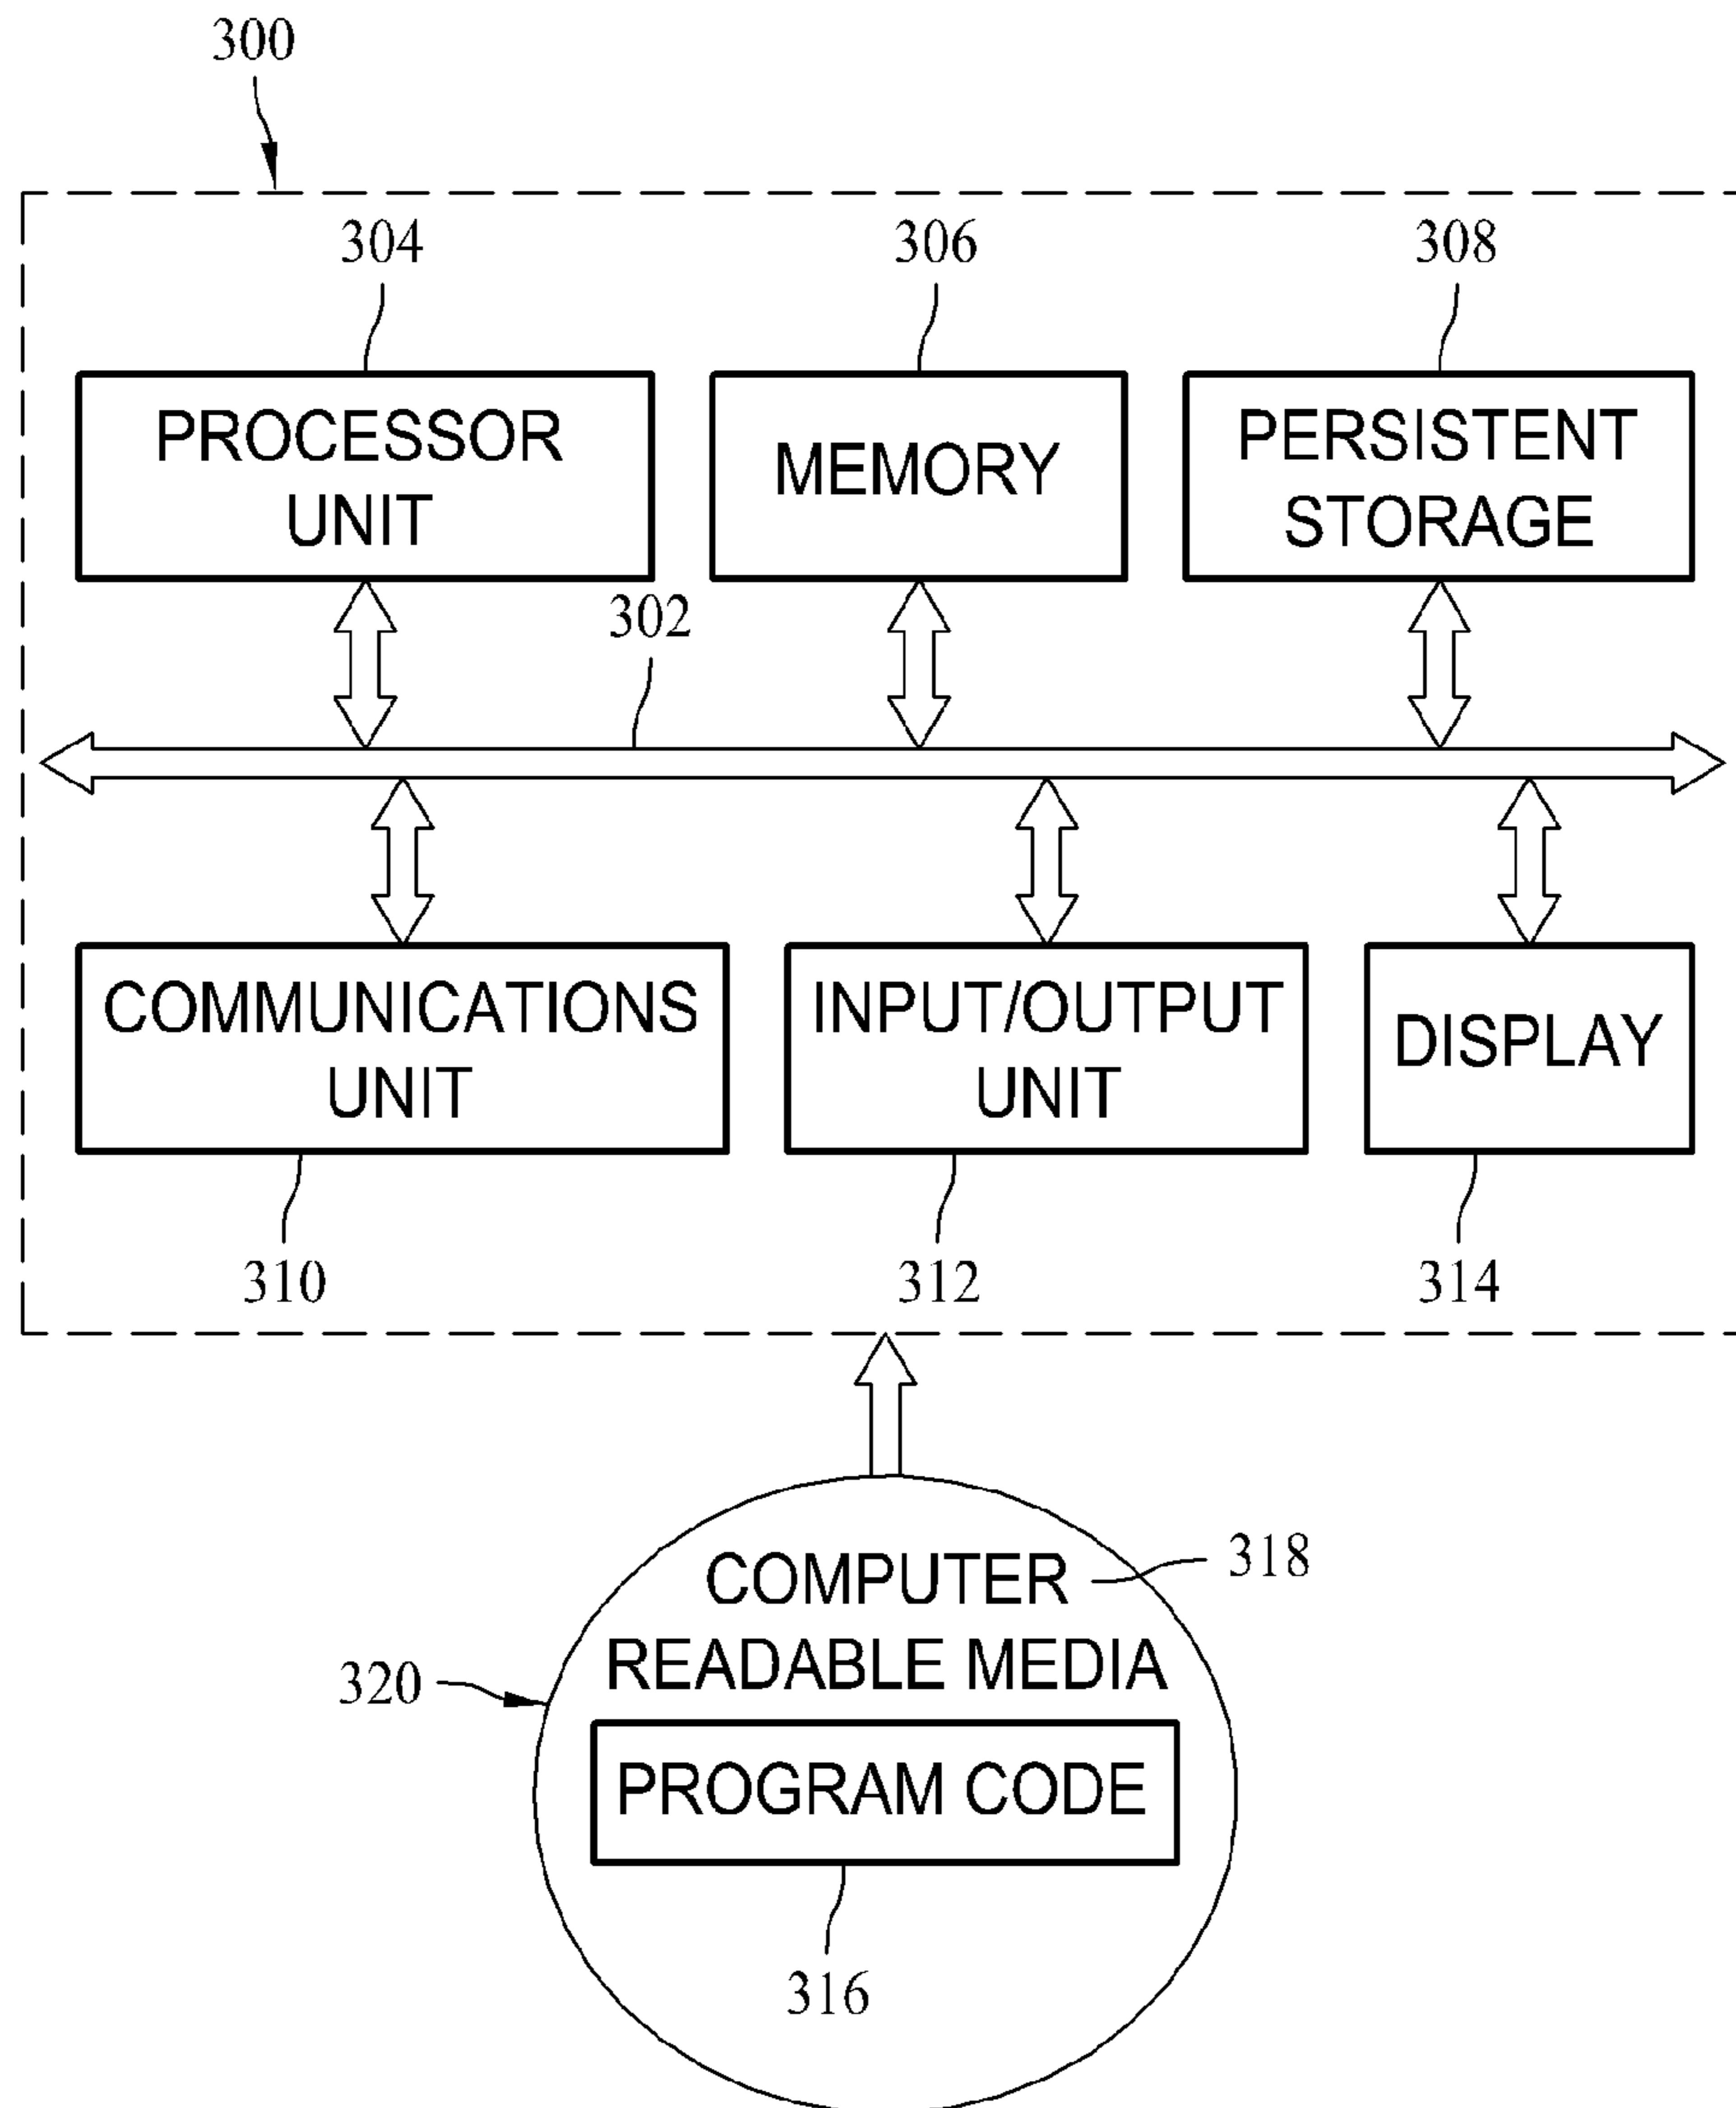 300
304
306
308
PROCESSOR
UNIT
MEMORY
PERSISTENT
STORAGE
302
COMMUNICATIONS
UNIT
INPUT/OUTPUT
UNIT
DISPLAY
310
312
314
COMPUTER
READABLE MEDIA
318
320
PROGRAM CODE
316